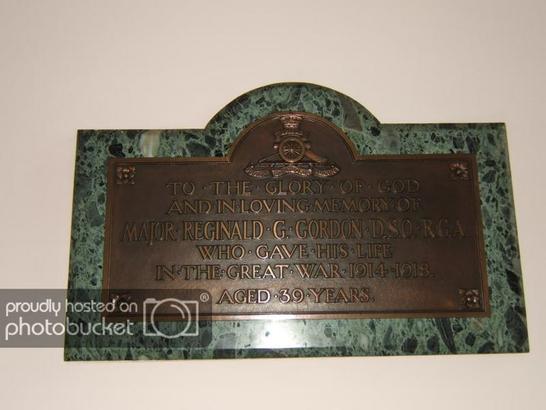 TO · THE · GLORY · OF · GOD
AND · IN · LOVING · MEMORY · OF
MAJOR · REGINALD · G · GORDON · D.S.O · R.G.A.
WHO · GAVE · HIS · LIFE
IN · THE · GREAT · WAR · 1914-1918.
AGED · 39 · YEARS.
proudly hosted on
photobucket